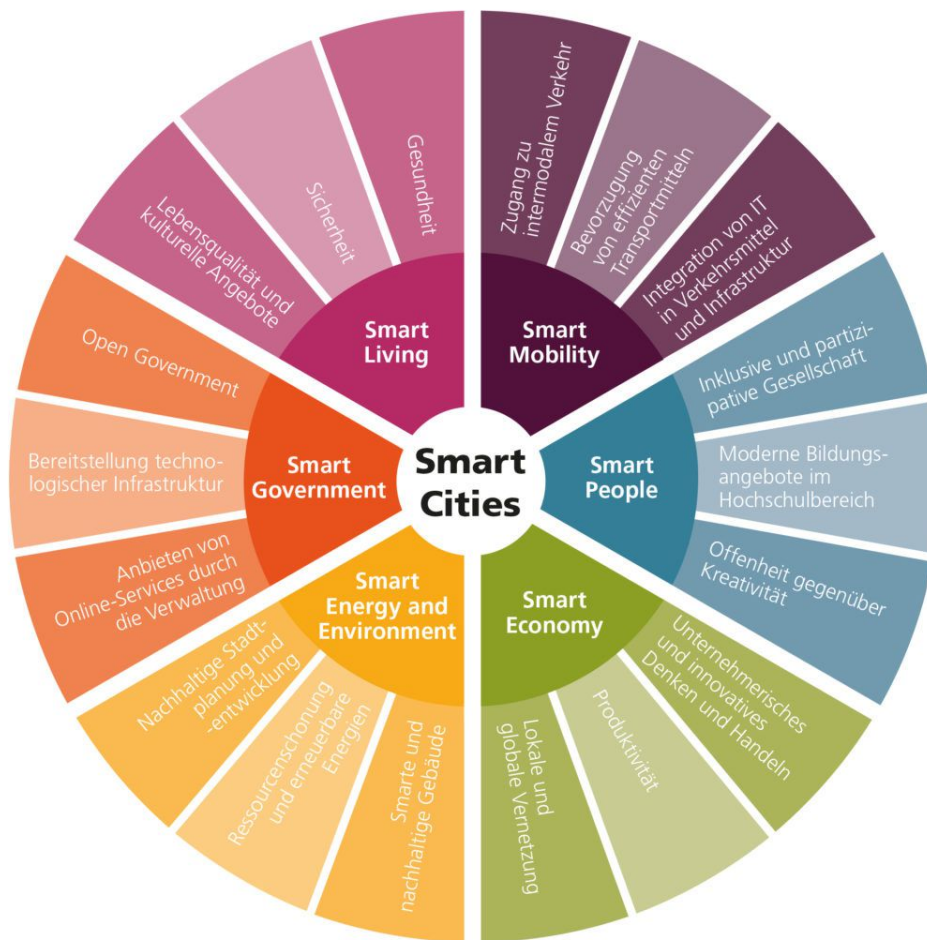 Smart
Cities
Smart
Mobility
Zugang zu
intermodalem Verkehr
Bevorzugung
von effizienten
Transportmitteln
Integration von IT
in Verkehrsmittel
und Infrastruktur
Smart
People
Inklusive und partizi-
pative Gesellschaft
Moderne Bildungs-
angebote im
Hochschulbereich
Offenheit gegenüber
Kreativität
Smart
Economy
Unternehmerisches
und innovatives
Denken und Handeln
Produktivität
Lokale und
globale Vernetzung
Smart
Energy and
Environment
Smarte und
nachhaltige Gebäude
Ressourcenschonung
und erneuerbare
Energien
Nachhaltige Stadt-
planung und
-entwicklung
Smart
Government
Anbieten von
Online-Services durch
die Verwaltung
Bereitstellung techno-
logischer Infrastruktur
Open Government
Smart
Living
Lebensqualität und
kulturelle Angebote
Sicherheit
Gesundheit